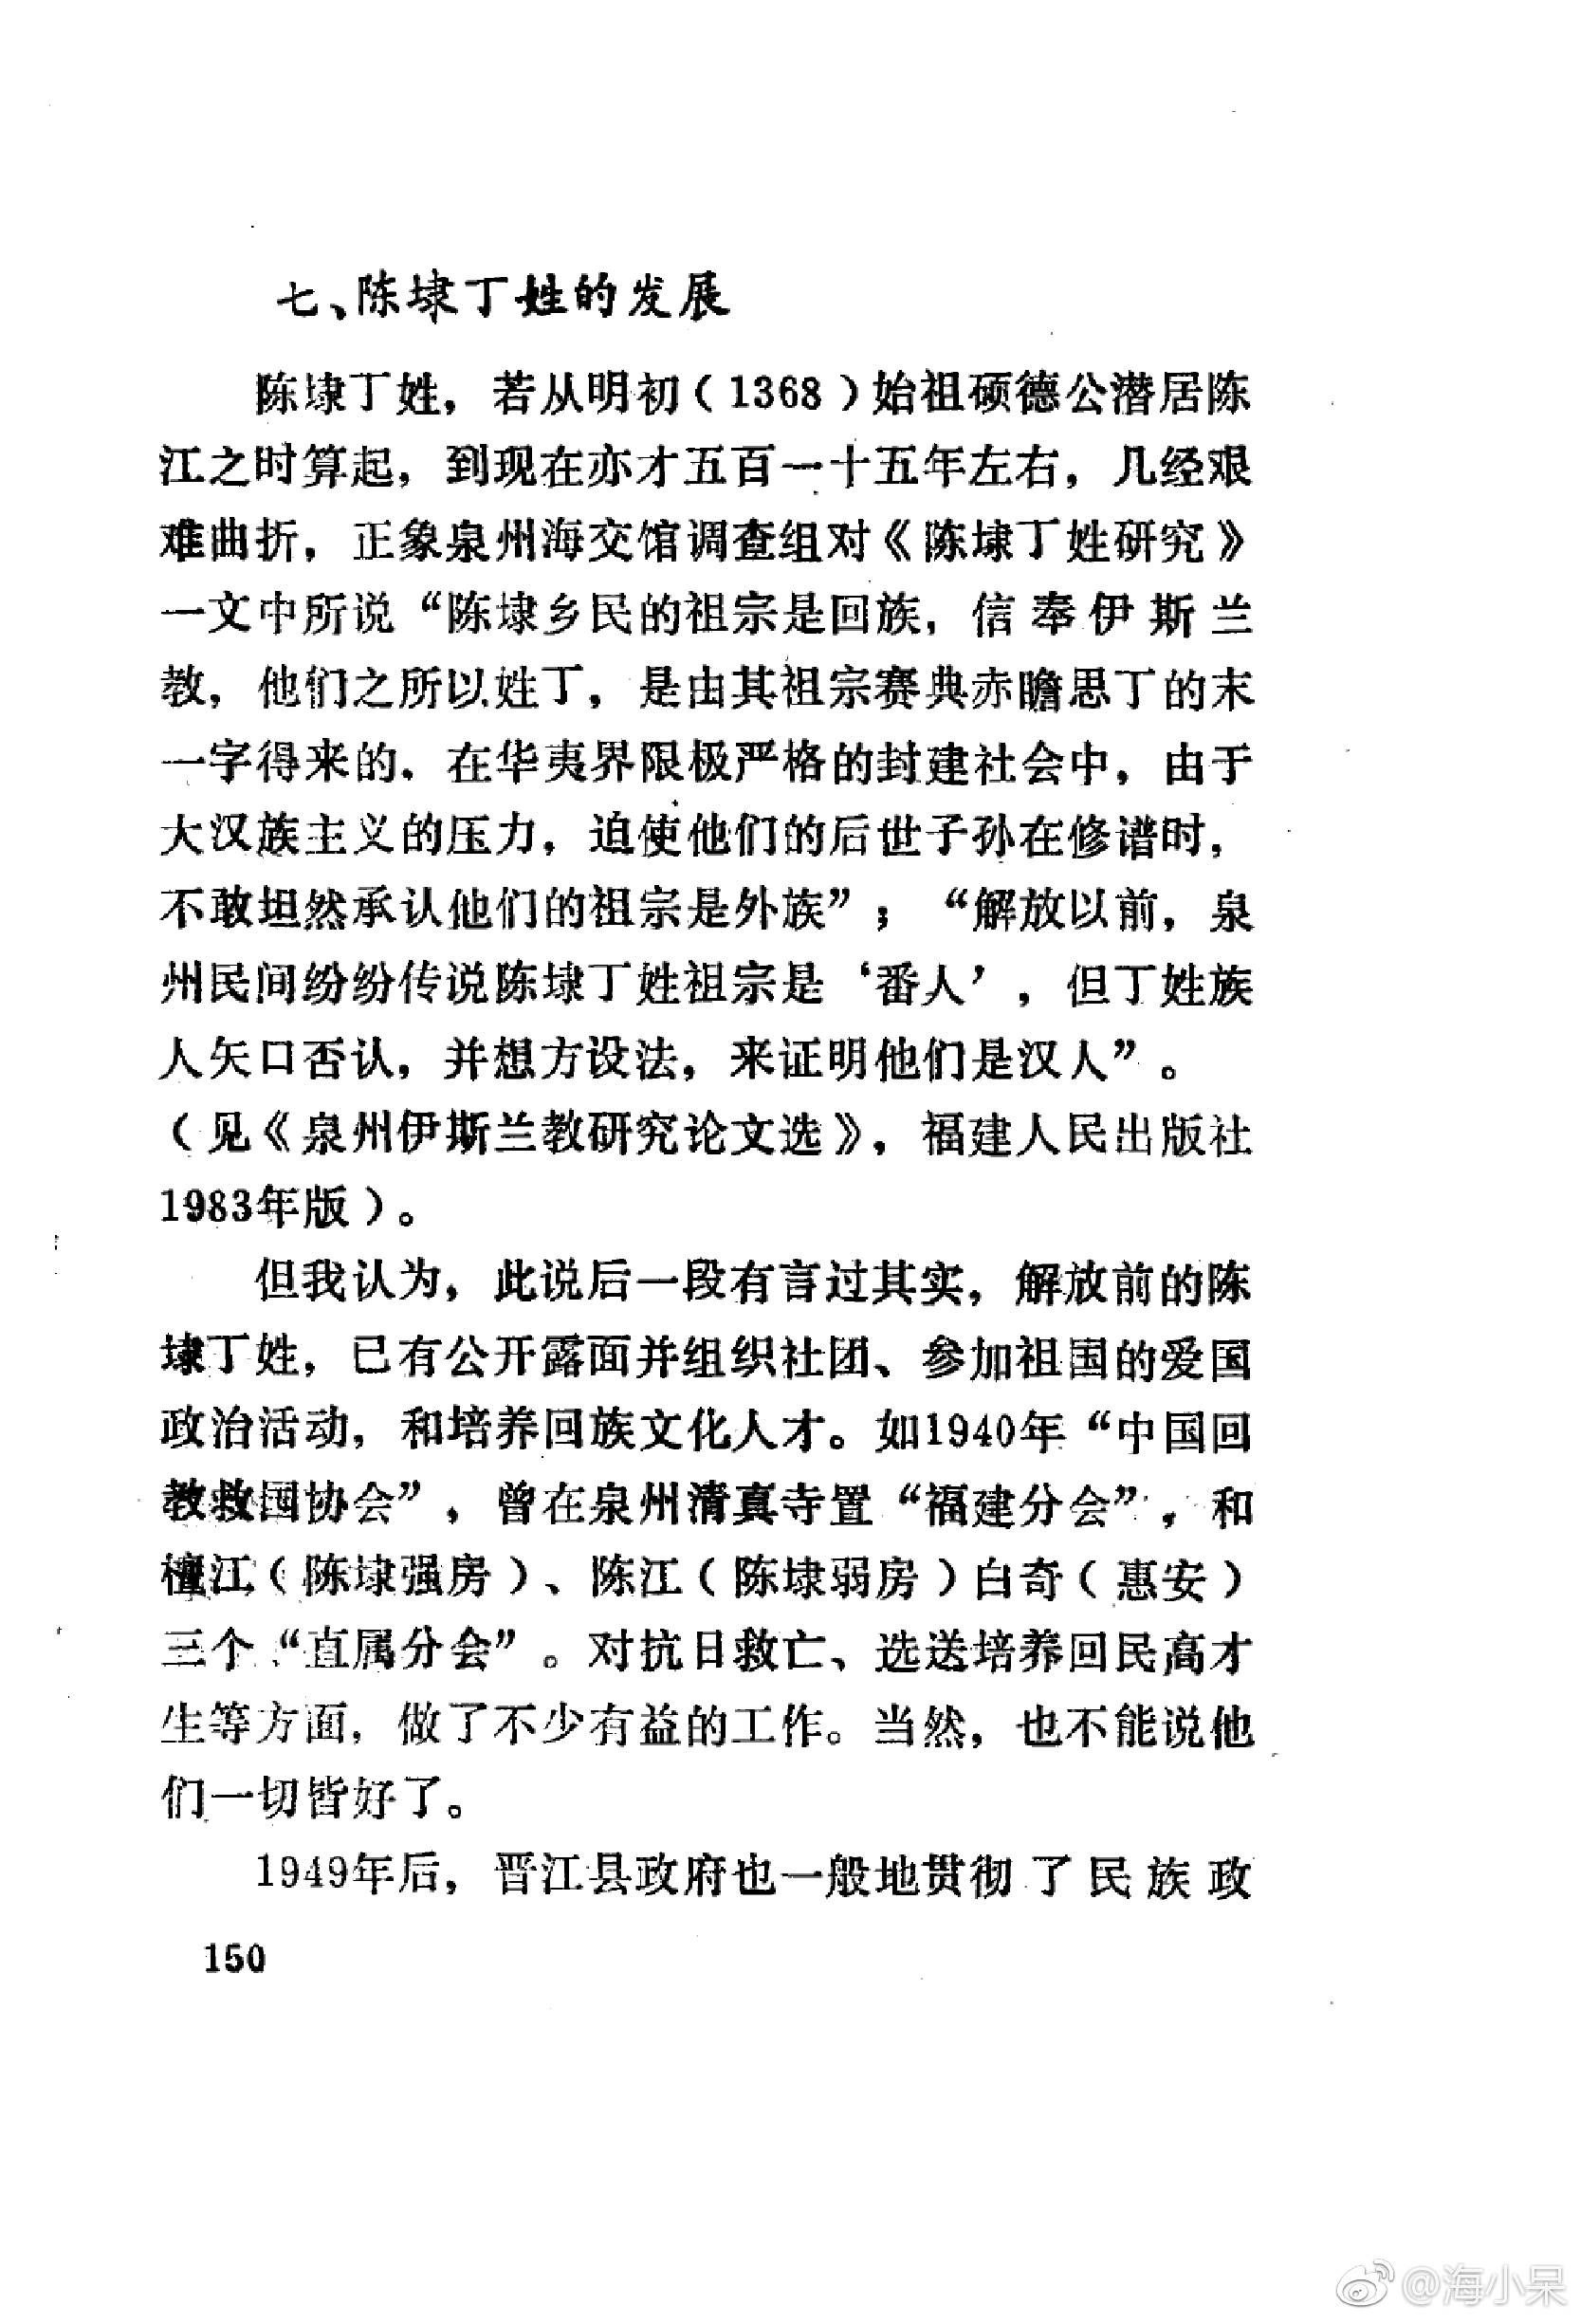 七、陈埭丁姓的发展
陈埭丁姓，若从明初（1368）始祖硕德公潜居陈
江之时算起，到现在亦才五百一十五年左右，几经艰
难曲折，正象泉州海交馆调查组对《陈埭丁姓研究》
一文中所说“陈埭乡民的祖宗是回族，信奉伊斯兰
教，他们之所以姓丁，是由其祖宗赛典赤瞻思丁的末
一字得来的．在华夷界限极严格的封建社会中，由于
大汉族主义的压力，迫使他们的后世子孙在修谱时，
不敢坦然承认他们的祖宗是外族”；“解放以前，泉
州民间纷纷传说陈埭丁姓祖宗是‘番人’，但丁姓族
人矢口否认，并想方设法，来证明他们是汉人”。
（见《泉州伊斯兰教研究论文选》，福建人民出版社
1983年版）。
但我认为，此说后一段有言过其实，解放前的陈
埭丁姓，已有公开露面并组织社团、参加祖国的爱国
政治活动，和培养回族文化人才。如1940年“中国回
教救国协会”，曾在泉州清真寺置“福建分会”，和
檀江（陈埭强房）、陈江（陈埭弱房）白奇（惠安）
三个“直属分会”。对抗日救亡、选送培养回民高才
生等方面，做了不少有益的工作。当然，也不能说他
们一切皆好了。
1949年后，晋江县政府也一般地贯彻了民族政
150
@海小呆